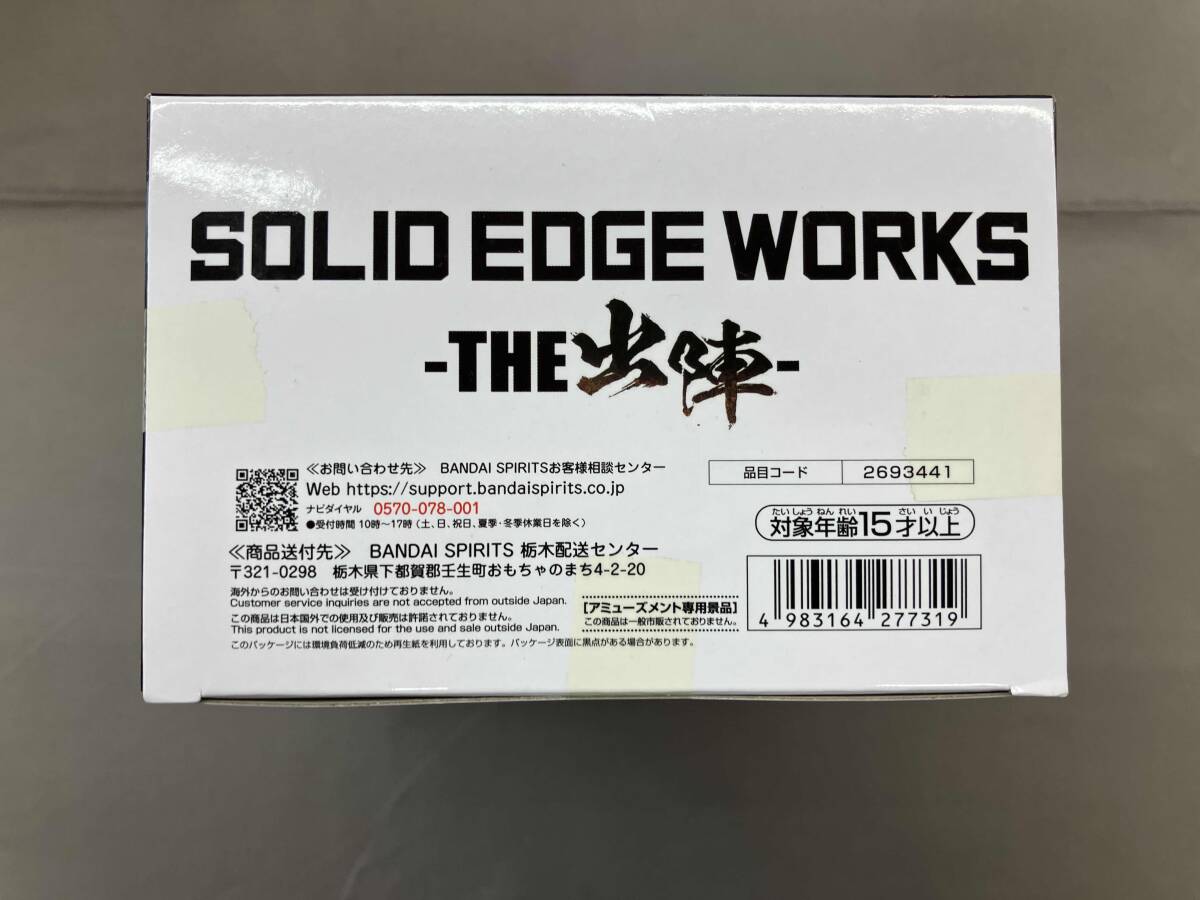 SOLID EDGE WORKS
-THE出陣-
≪お問い合わせ先≫ BANDAI SPIRITSお客様相談センター
Web https://support.bandaispirits.co.jp
ナビダイヤル 0570-078-001
●受付時間 10時〜17時(土、日、祝日、夏季・冬季休業日を除く)
≪商品送付先≫ BANDAI SPIRITS 栃木配送センター
〒321-0298 栃木県下都賀郡壬生町おもちゃのまち4-2-20
海外からのお問い合わせは受け付けておりません。
Customer service inquiries are not accepted from outside Japan.
この商品は日本国外での使用及び販売は許諾されておりません。
This product is not licensed for the use and sale outside Japan.
このパッケージには環境負荷低減のため再生紙を利用しております。パッケージ表面に黒点がある場合があります。
[アミューズメント専用景品]
この商品は一般市販されておりません。
品目コード 2693441
たいしょうねんれい さいいじょう
対象年齢15才以上
4 983164 277319